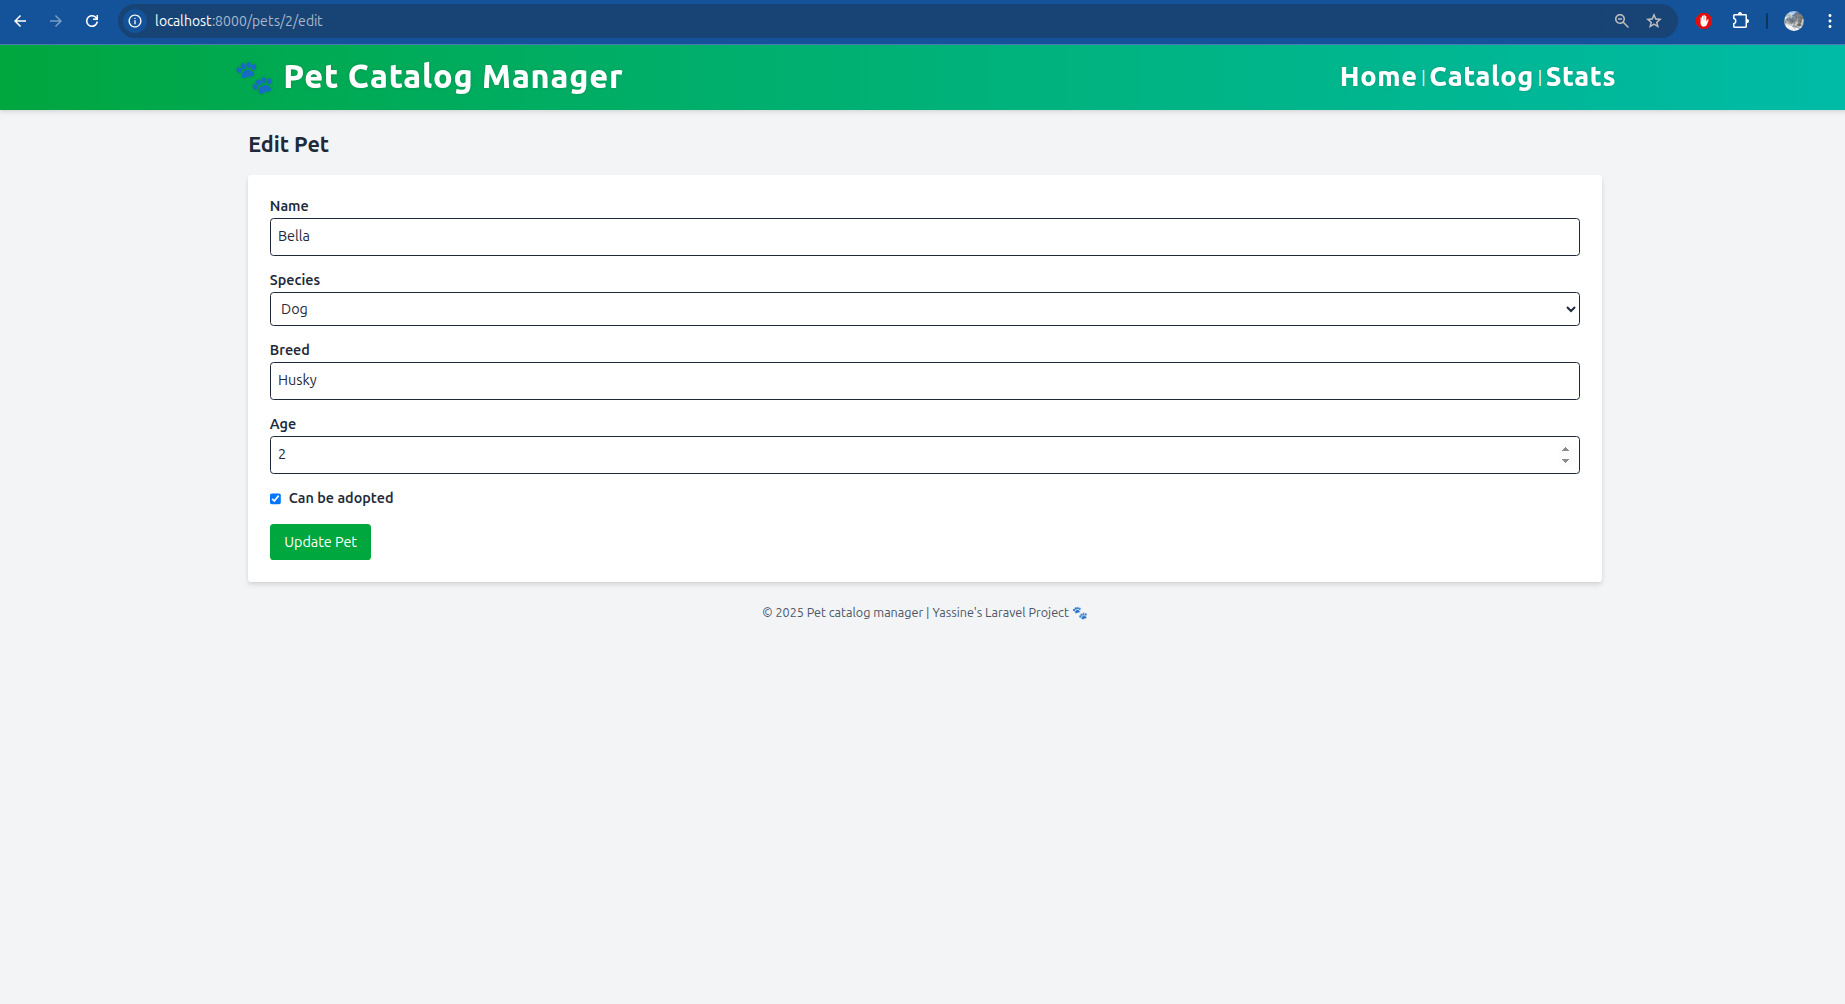 localhost:8000/pets/2/edit
🐾 Pet Catalog Manager
Home | Catalog | Stats
Edit Pet
Name
Bella
Species
Dog
Breed
Husky
Age
2
Can be adopted
Update Pet
© 2025 Pet catalog manager | Yassine's Laravel Project 🐾